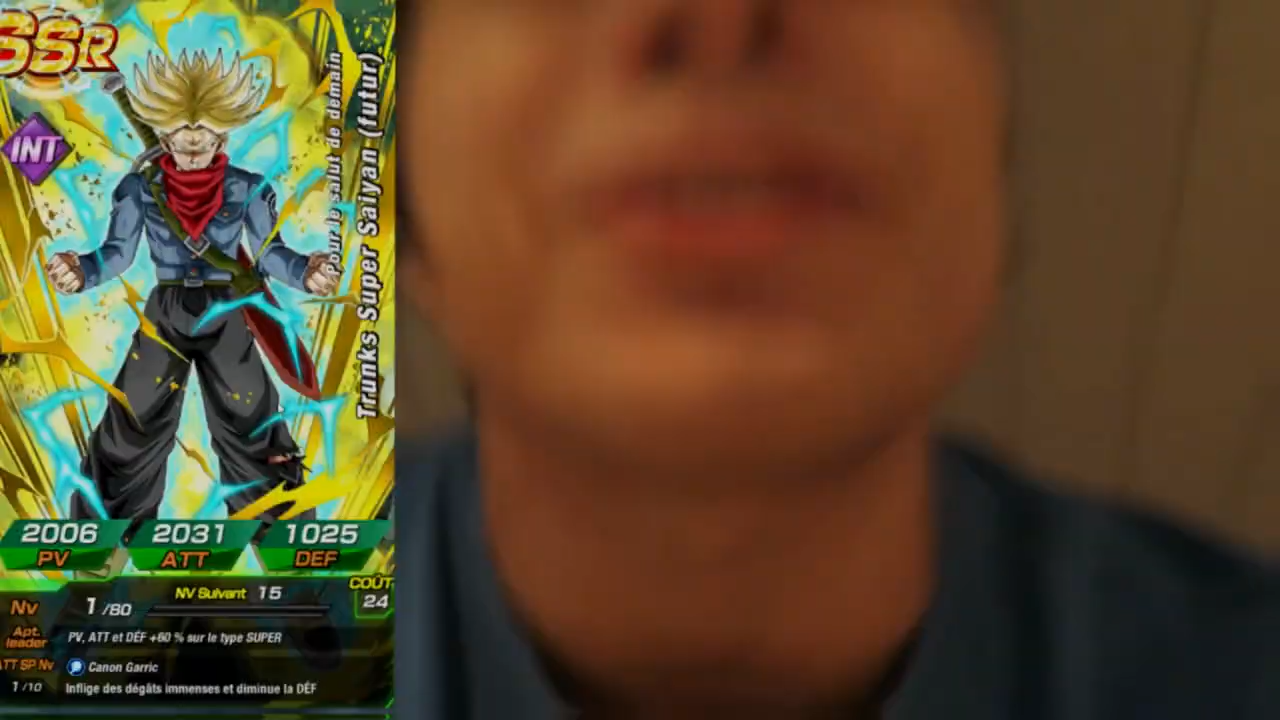 SSR
INT
Pour le salut de demain
Trunks Super Saiyan (futur)
2006 2031 1025
PV ATT DEF
NV Suivant 15 COÛT
Nv 1/80 24
Apt. leader PV, ATT et DÉF +60 % sur le type SUPER
ATT SP Nv Canon Garric
1/10 Inflige des dégâts immenses et diminue la DÉF